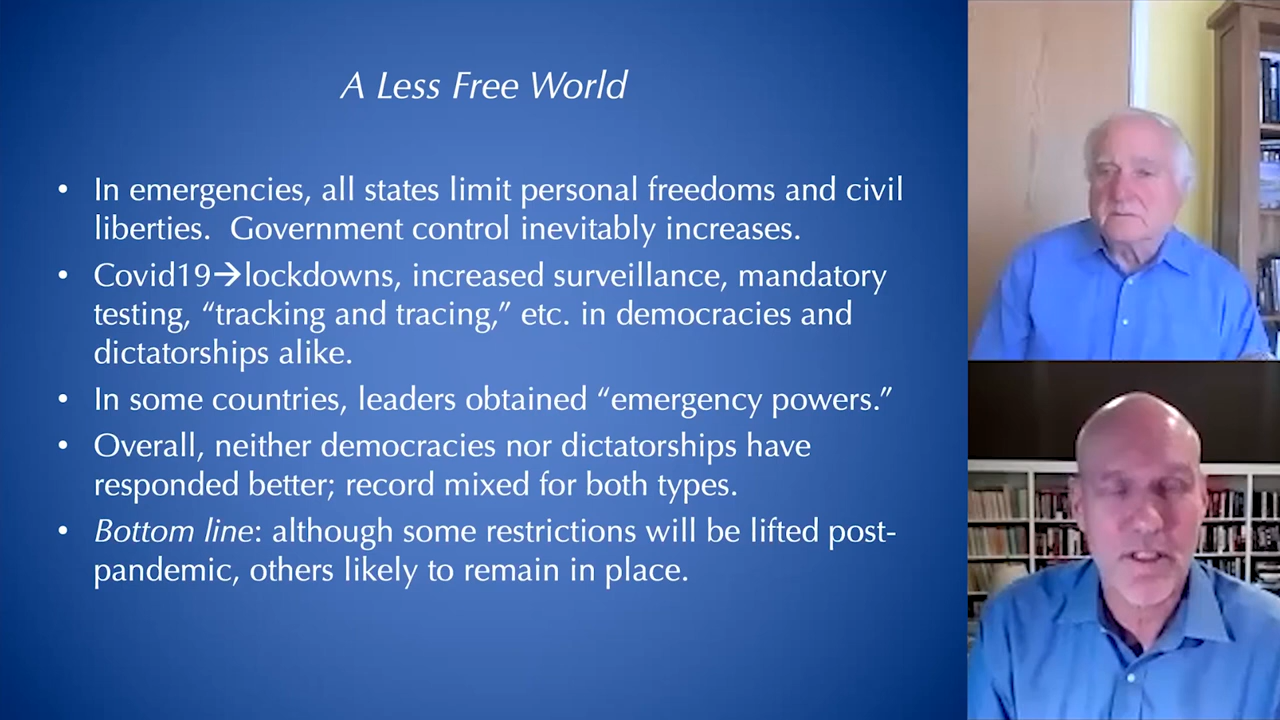 A Less Free World
• In emergencies, all states limit personal freedoms and civil
liberties.  Government control inevitably increases.
• Covid19→lockdowns, increased surveillance, mandatory
testing, “tracking and tracing,” etc. in democracies and
dictatorships alike.
• In some countries, leaders obtained “emergency powers.”
• Overall, neither democracies nor dictatorships have
responded better; record mixed for both types.
• Bottom line: although some restrictions will be lifted post-
pandemic, others likely to remain in place.